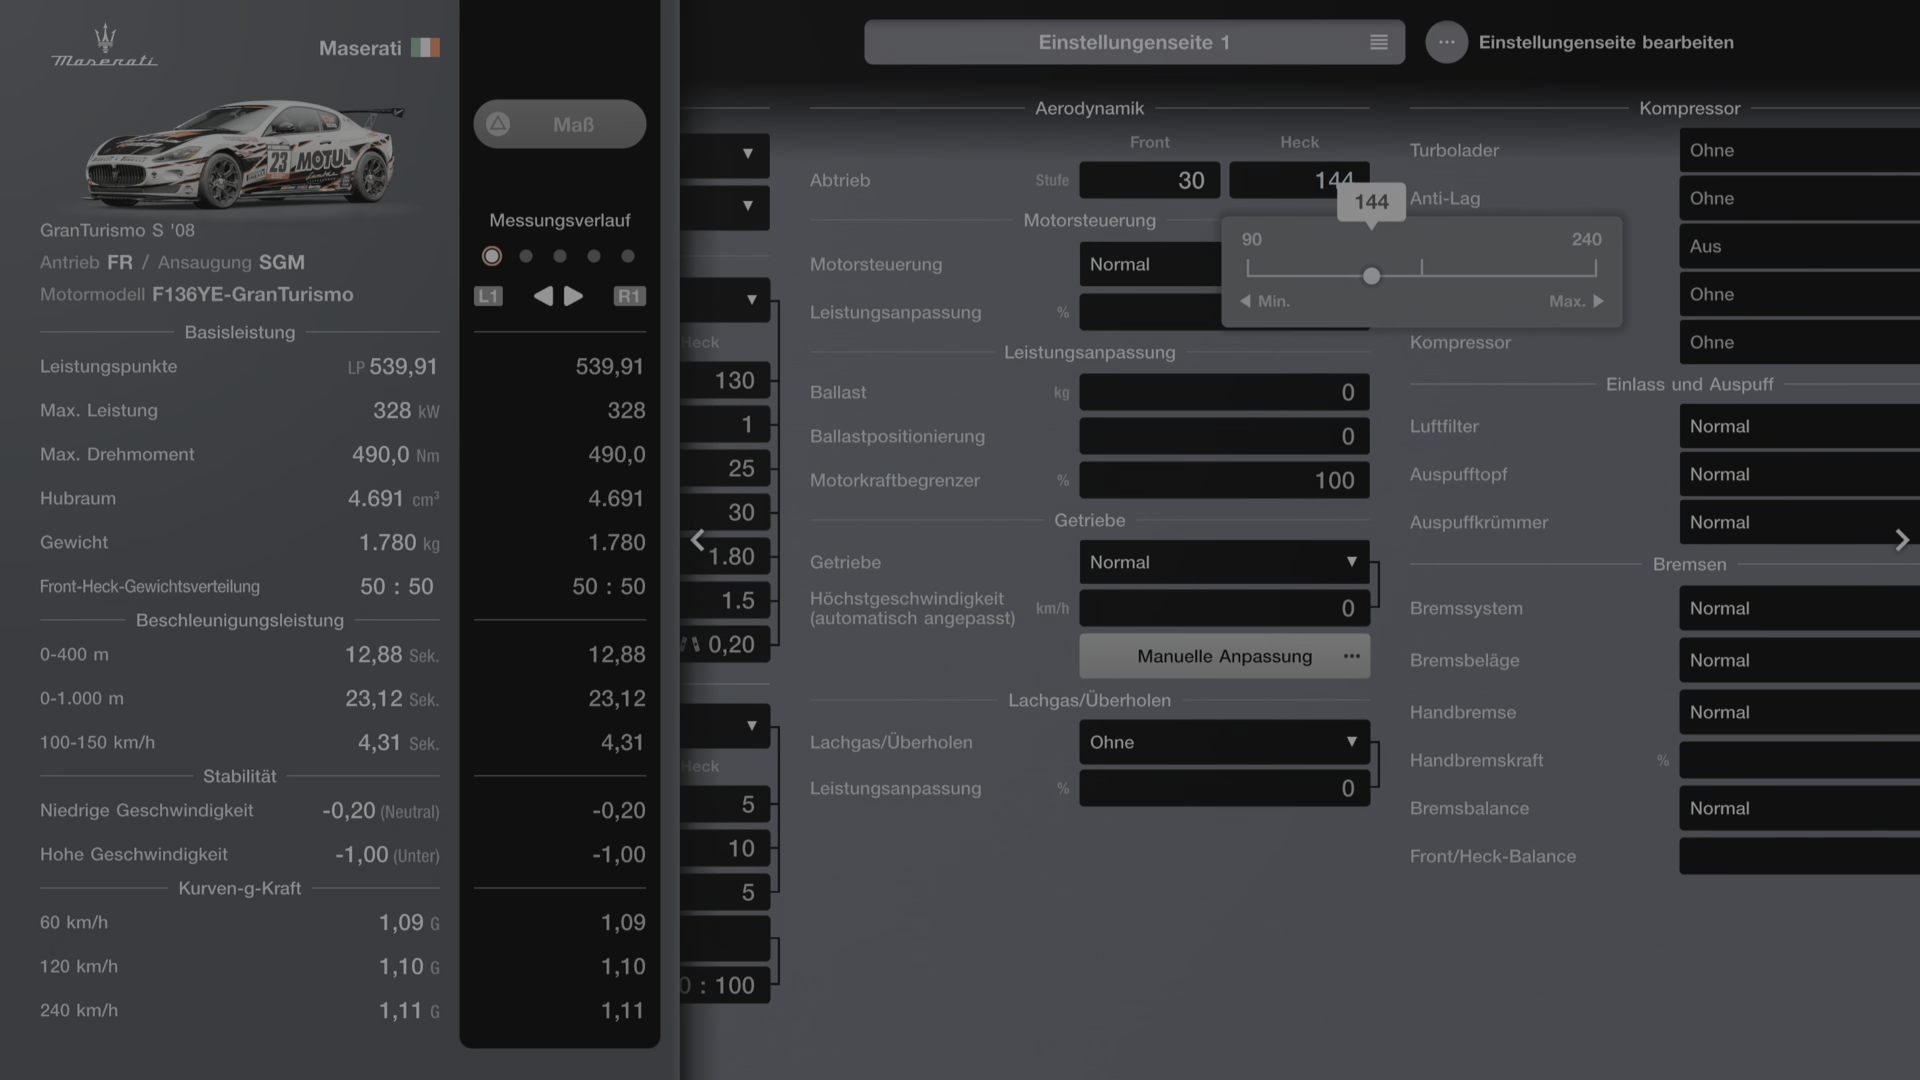 Maserati
Maserati
23 MOTUL
GranTurismo S '08
Antrieb FR / Ansaugung SGM
Motormodell F136YE-GranTurismo
Basisleistung
Leistungspunkte LP 539,91
Max. Leistung 328 kW
Max. Drehmoment 490,0 Nm
Hubraum 4.691 cm³
Gewicht 1.780 kg
Front-Heck-Gewichtsverteilung 50 : 50
Beschleunigungsleistung
0-400 m 12,88 Sek.
0-1.000 m 23,12 Sek.
100-150 km/h 4,31 Sek.
Stabilität
Niedrige Geschwindigkeit -0,20 (Neutral)
Hohe Geschwindigkeit -1,00 (Unter)
Kurven-g-Kraft
60 km/h 1,09 G
120 km/h 1,10 G
240 km/h 1,11 G
Maß
Messungsverlauf
L1 R1
539,91
328
490,0
4.691
1.780
50 : 50
12,88
23,12
4,31
-0,20
-1,00
1,09
1,10
1,11
Heck
130
1
25
30
1.80
1.5
0,20
Heck
5
10
5
0 : 100
Einstellungenseite 1
Einstellungenseite bearbeiten
Aerodynamik
Front Heck
Abtrieb Stufe 30 144
144
90 240
Min. Max.
Motorsteuerung
Motorsteuerung Normal
Leistungsanpassung %
Leistungsanpassung
Ballast kg 0
Ballastpositionierung 0
Motorkraftbegrenzer % 100
Getriebe
Getriebe Normal
Höchstgeschwindigkeit
(automatisch angepasst) km/h 0
Manuelle Anpassung
Lachgas/Überholen
Lachgas/Überholen Ohne
Leistungsanpassung % 0
Kompressor
Turbolader Ohne
Anti-Lag Ohne
Aus
Ohne
Kompressor Ohne
Einlass und Auspuff
Luftfilter Normal
Auspufftopf Normal
Auspuffkrümmer Normal
Bremsen
Bremssystem Normal
Bremsbeläge Normal
Handbremse Normal
Handbremskraft %
Bremsbalance Normal
Front/Heck-Balance